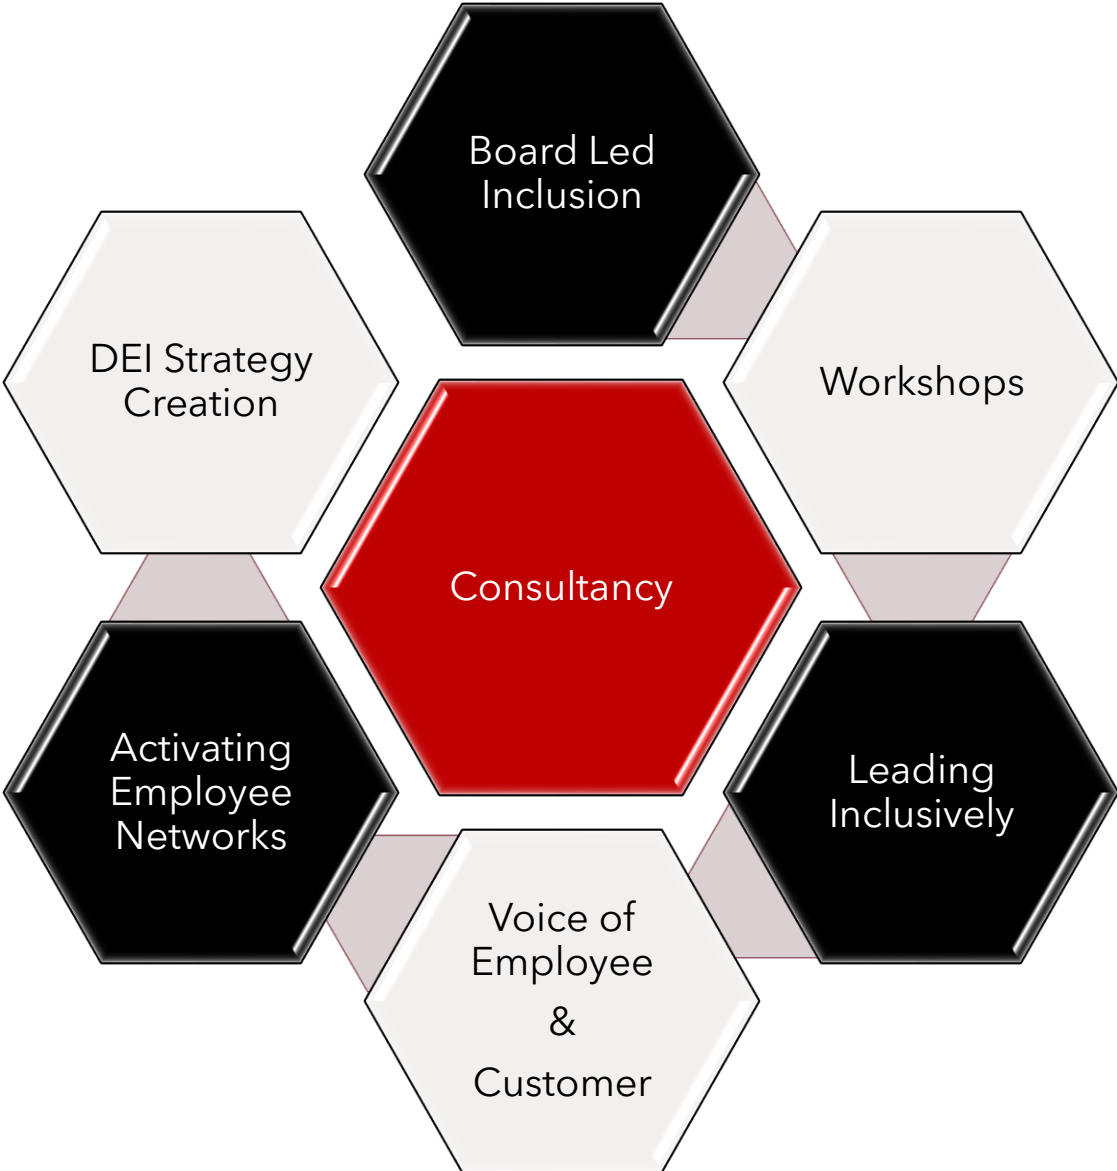 Board Led
Inclusion
DEI Strategy
Creation
Workshops
Consultancy
Activating
Employee
Networks
Leading
Inclusively
Voice of
Employee
&
Customer